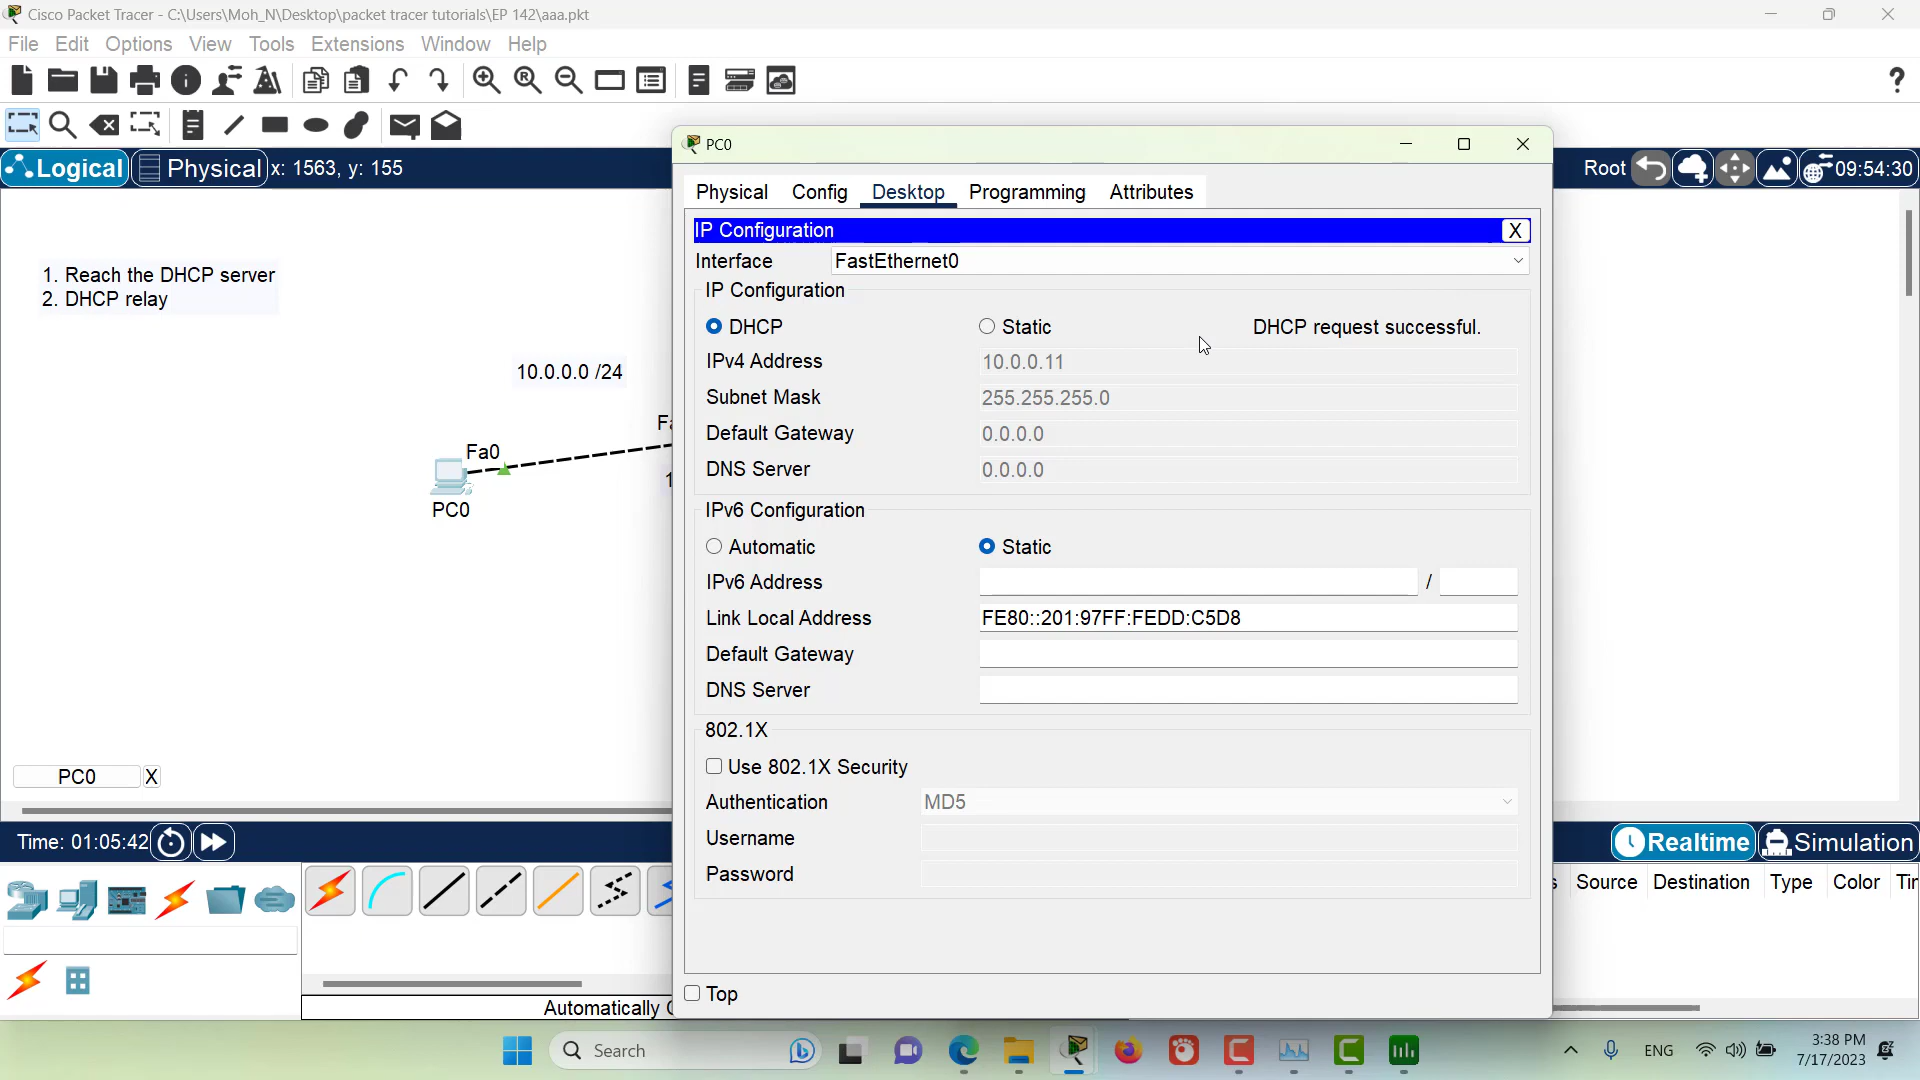 Cisco Packet Tracer - C:\Users\Moh_N\Desktop\packet tracer tutorials\EP 142\aaa.pkt
File Edit Options View Tools Extensions Window Help
Logical Physical x: 1563, y: 155
Root 09:54:30
1. Reach the DHCP server
2. DHCP relay
10.0.0.0 /24
Fa0
PC0
PC0 X
Time: 01:05:42
PC0
Physical Config Desktop Programming Attributes
IP Configuration X
Interface FastEthernet0
IP Configuration
DHCP Static DHCP request successful.
IPv4 Address 10.0.0.11
Subnet Mask 255.255.255.0
Default Gateway 0.0.0.0
DNS Server 0.0.0.0
IPv6 Configuration
Automatic Static
IPv6 Address /
Link Local Address FE80::201:97FF:FEDD:C5D8
Default Gateway
DNS Server
802.1X
Use 802.1X Security
Authentication MD5
Username
Password
Top
Realtime Simulation
Source Destination Type Color
Automatically
Search
ENG
3:38 PM
7/17/2023